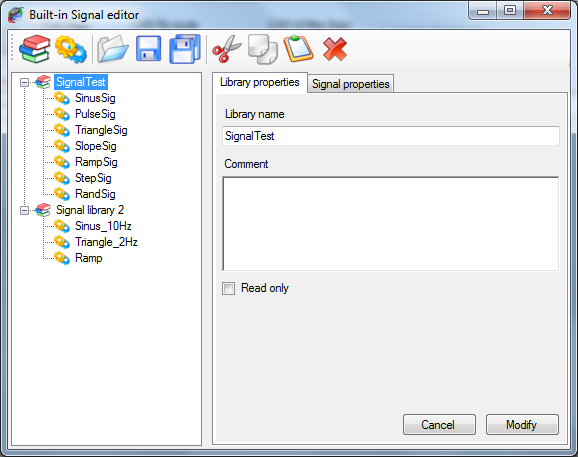 Built-in Signal editor
SignalTest
SinusSig
PulseSig
TriangleSig
SlopeSig
RampSig
StepSig
RandSig
Signal library 2
Sinus_10Hz
Triangle_2Hz
Ramp
Library properties
Signal properties
Library name
SignalTest
Comment
Read only
Cancel
Modify